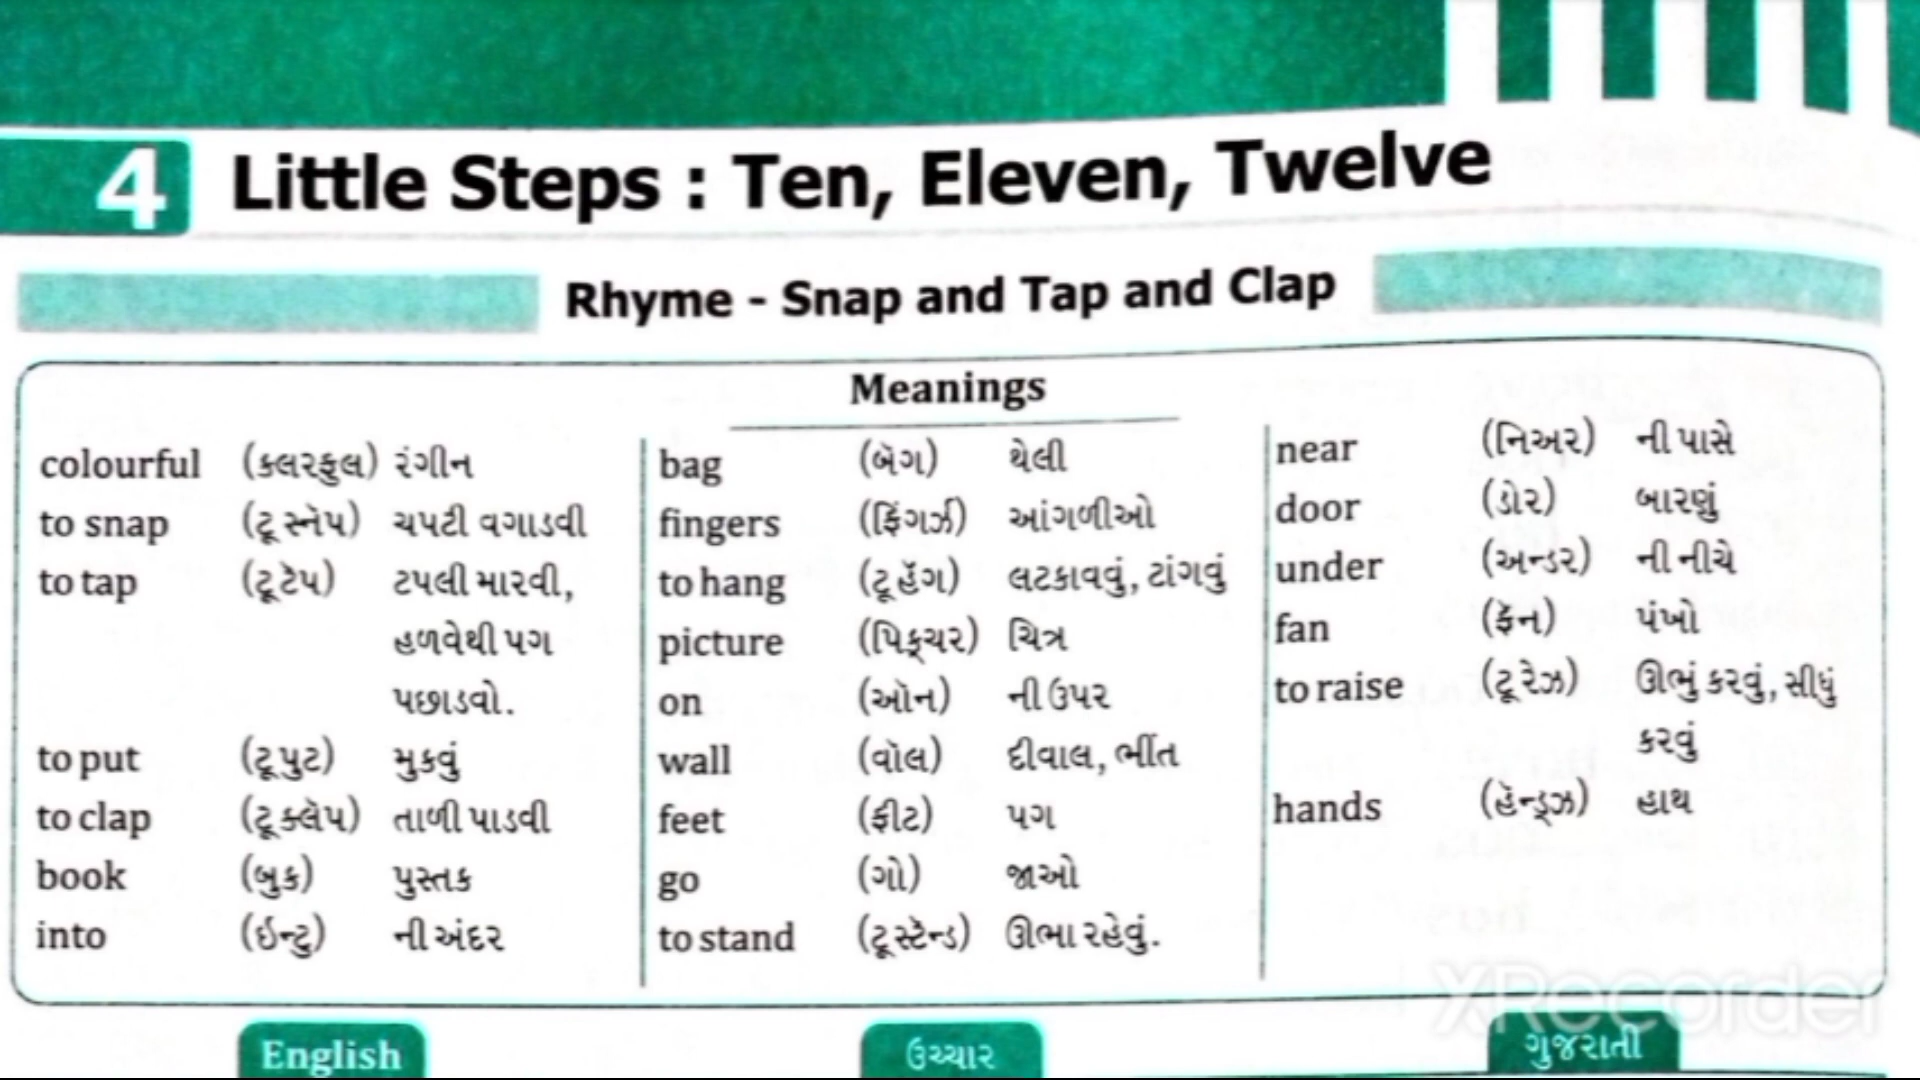 4 Little Steps : Ten, Eleven, Twelve
Rhyme - Snap and Tap and Clap
Meanings
colourful (કલરફુલ) રંગીન
to snap (ટૂ સ્નૅપ) ચપટી વગાડવી
to tap (ટૂ ટૅપ) ટપલી મારવી,
હળવેથી પગ
પછાડવો.
to put (ટૂ પુટ) મુકવું
to clap (ટૂ ક્લૅપ) તાળી પાડવી
book (બુક) પુસ્તક
into (ઇન્ટુ) ની અંદર
bag (બૅગ) થેલી
fingers (ફિંગર્ઝ) આંગળીઓ
to hang (ટૂ હૅંગ) લટકાવવું, ટાંગવું
picture (પિક્ચર) ચિત્ર
on (ઑન) ની ઉપર
wall (વૉલ) દીવાલ, ભીંત
feet (ફીટ) પગ
go (ગો) જાઓ
to stand (ટૂ સ્ટૅન્ડ) ઊભા રહેવું.
near (નિઅર) ની પાસે
door (ડોર) બારણું
under (અન્ડર) ની નીચે
fan (ફૅન) પંખો
to raise (ટૂ રેઝ) ઊભું કરવું, સીધું
કરવું
hands (હૅન્ડ્ઝ) હાથ
XRecorder
English ઉચ્ચાર ગુજરાતી